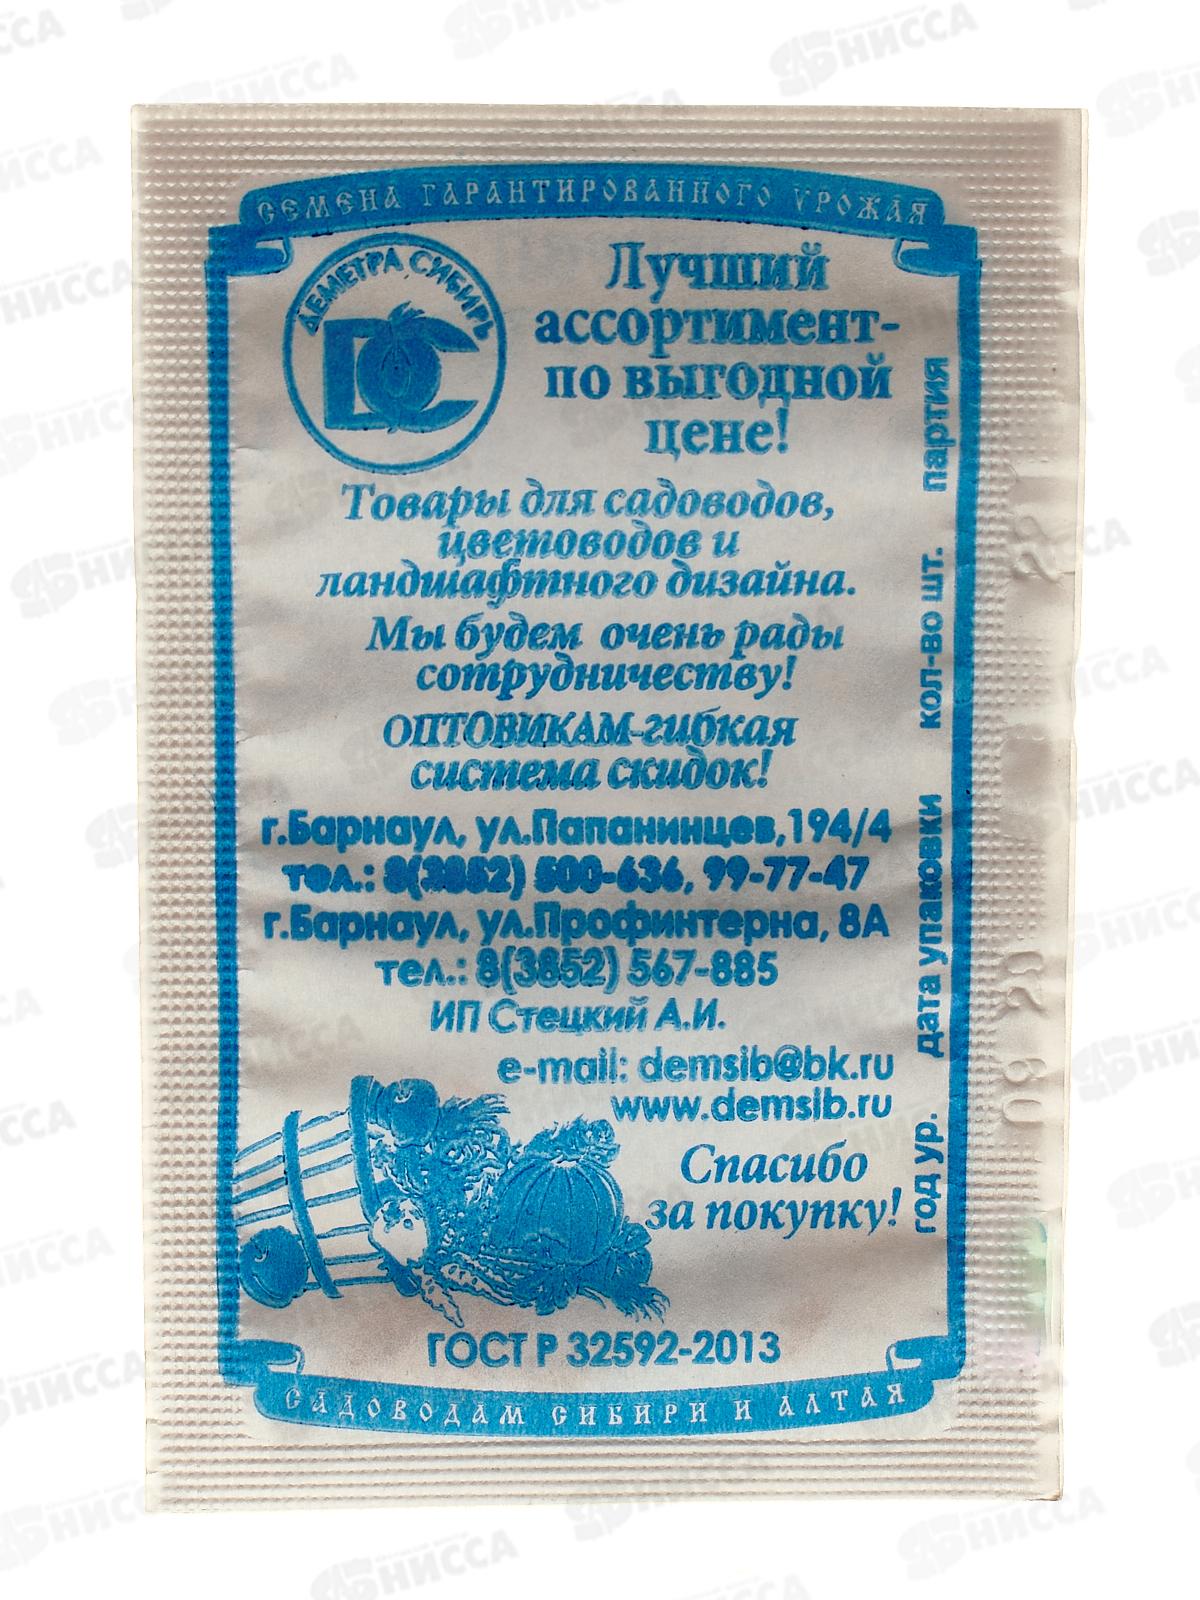 СЕМЕНА ГАРАНТИРОВАННОГО УРОЖАЯ
ДЕМЕТРА СИБИРЬ
DC
Лучший
ассортимент-
по выгодной
цене!
Товары для садоводов,
цветоводов и
ландшафтного дизайна.
Мы будем очень рады
сотрудничеству!
ОПТОВИКАМ-гибкая
система скидок!
г.Барнаул, ул.Папанинцев,194/4
тел.: 8(3852) 500-636, 99-77-47
г.Барнаул, ул.Профинтерна, 8А
тел.: 8(3852) 567-885
ИП Стецкий А.И.
e-mail: demsib@bk.ru
www.demsib.ru
Спасибо
за покупку!
ГОСТ Р 32592-2013
САДОВОДАМ СИБИРИ И АЛТАЯ
год ур. дата упаковки кол-во шт. партия
АБНИССА